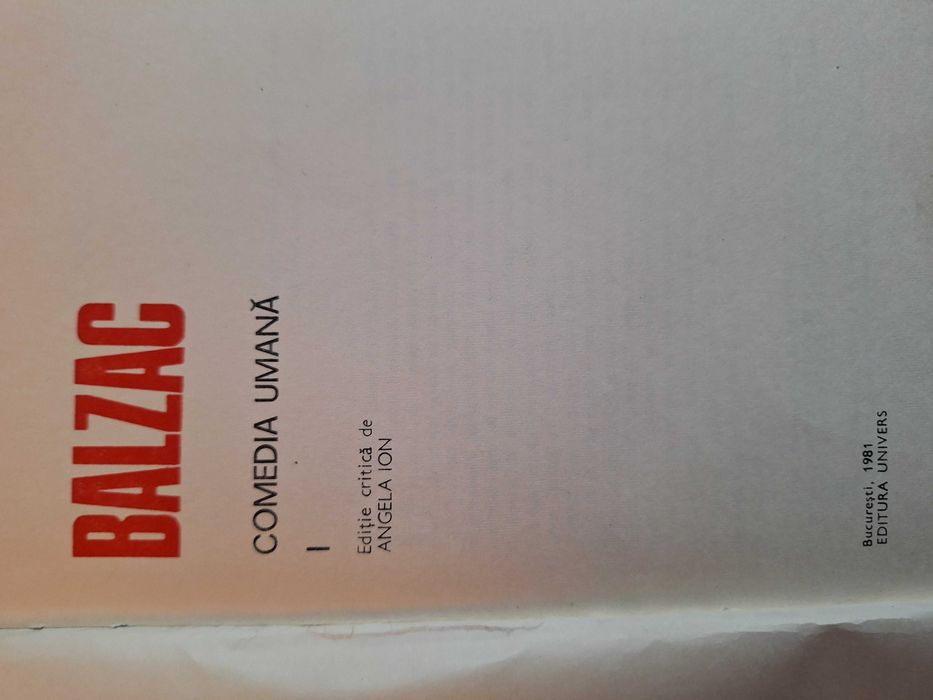 BALZAC
COMEDIA UMANĂ
I
Ediție critică de
ANGELA ION
București, 1981
EDITURA UNIVERS